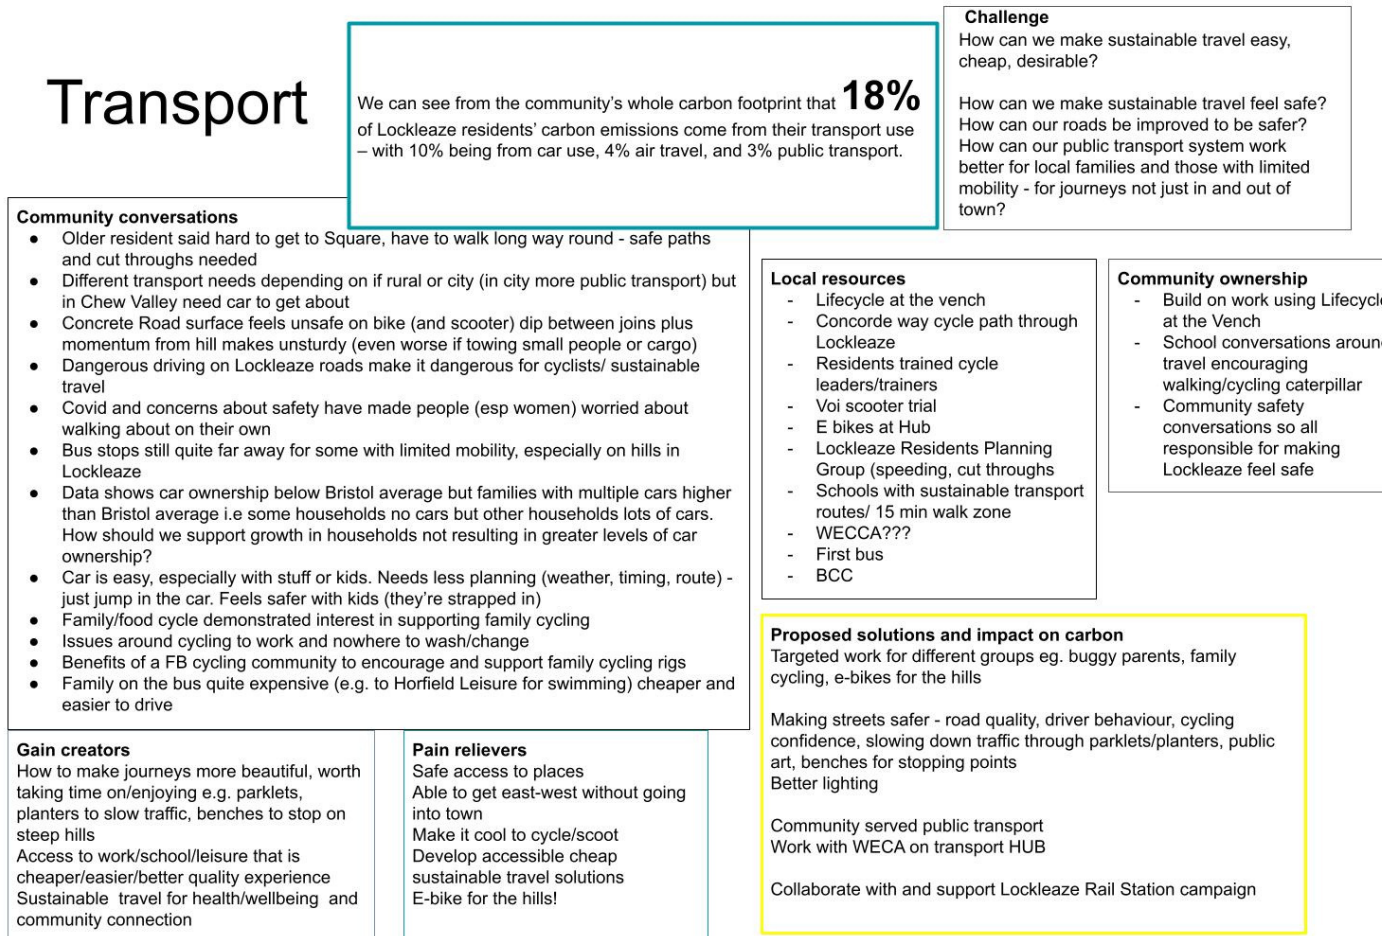 Transport
We can see from the community's whole carbon footprint that 18%
of Lockleaze residents' carbon emissions come from their transport use
– with 10% being from car use, 4% air travel, and 3% public transport.
Challenge
How can we make sustainable travel easy,
cheap, desirable?
How can we make sustainable travel feel safe?
How can our roads be improved to be safer?
How can our public transport system work
better for local families and those with limited
mobility - for journeys not just in and out of
town?
Community conversations
● Older resident said hard to get to Square, have to walk long way round - safe paths
and cut throughs needed
● Different transport needs depending on if rural or city (in city more public transport) but
in Chew Valley need car to get about
● Concrete Road surface feels unsafe on bike (and scooter) dip between joins plus
momentum from hill makes unsturdy (even worse if towing small people or cargo)
● Dangerous driving on Lockleaze roads make it dangerous for cyclists/ sustainable
travel
● Covid and concerns about safety have made people (esp women) worried about
walking about on their own
● Bus stops still quite far away for some with limited mobility, especially on hills in
Lockleaze
● Data shows car ownership below Bristol average but families with multiple cars higher
than Bristol average i.e some households no cars but other households lots of cars.
How should we support growth in households not resulting in greater levels of car
ownership?
● Car is easy, especially with stuff or kids. Needs less planning (weather, timing, route) -
just jump in the car. Feels safer with kids (they're strapped in)
● Family/food cycle demonstrated interest in supporting family cycling
● Issues around cycling to work and nowhere to wash/change
● Benefits of a FB cycling community to encourage and support family cycling rigs
● Family on the bus quite expensive (e.g. to Horfield Leisure for swimming) cheaper and
easier to drive
Local resources
- Lifecycle at the vench
- Concorde way cycle path through
Lockleaze
- Residents trained cycle
leaders/trainers
- Voi scooter trial
- E bikes at Hub
- Lockleaze Residents Planning
Group (speeding, cut throughs
- Schools with sustainable transport
routes/ 15 min walk zone
- WECCA???
- First bus
- BCC
Community ownership
- Build on work using Lifecycle
at the Vench
- School conversations around
travel encouraging
walking/cycling caterpillar
- Community safety
conversations so all
responsible for making
Lockleaze feel safe
Gain creators
How to make journeys more beautiful, worth
taking time on/enjoying e.g. parklets,
planters to slow traffic, benches to stop on
steep hills
Access to work/school/leisure that is
cheaper/easier/better quality experience
Sustainable travel for health/wellbeing and
community connection
Pain relievers
Safe access to places
Able to get east-west without going
into town
Make it cool to cycle/scoot
Develop accessible cheap
sustainable travel solutions
E-bike for the hills!
Proposed solutions and impact on carbon
Targeted work for different groups eg. buggy parents, family
cycling, e-bikes for the hills
Making streets safer - road quality, driver behaviour, cycling
confidence, slowing down traffic through parklets/planters, public
art, benches for stopping points
Better lighting
Community served public transport
Work with WECA on transport HUB
Collaborate with and support Lockleaze Rail Station campaign